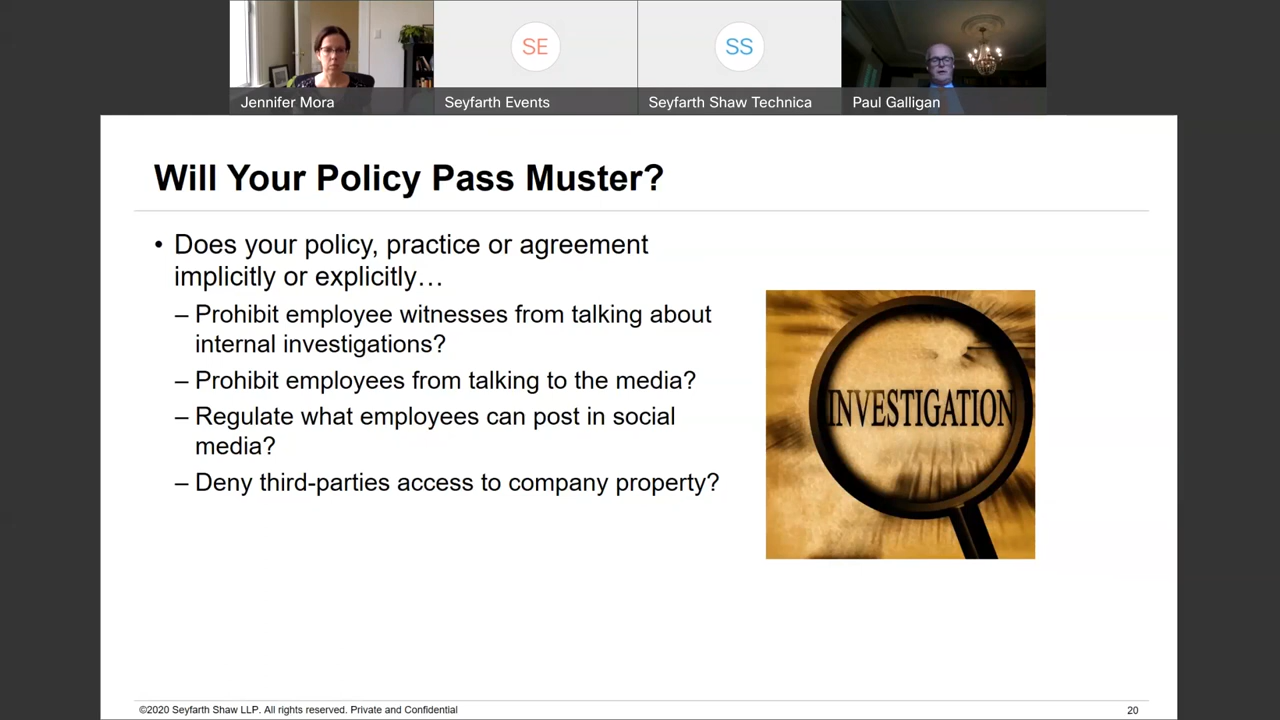 SE
SS
Jennifer Mora
Seyfarth Events
Seyfarth Shaw Technica
Paul Galligan
Will Your Policy Pass Muster?
• Does your policy, practice or agreement
implicitly or explicitly…
– Prohibit employee witnesses from talking about
internal investigations?
– Prohibit employees from talking to the media?
– Regulate what employees can post in social
media?
– Deny third-parties access to company property?
INVESTIGATION
©2020 Seyfarth Shaw LLP. All rights reserved. Private and Confidential
20